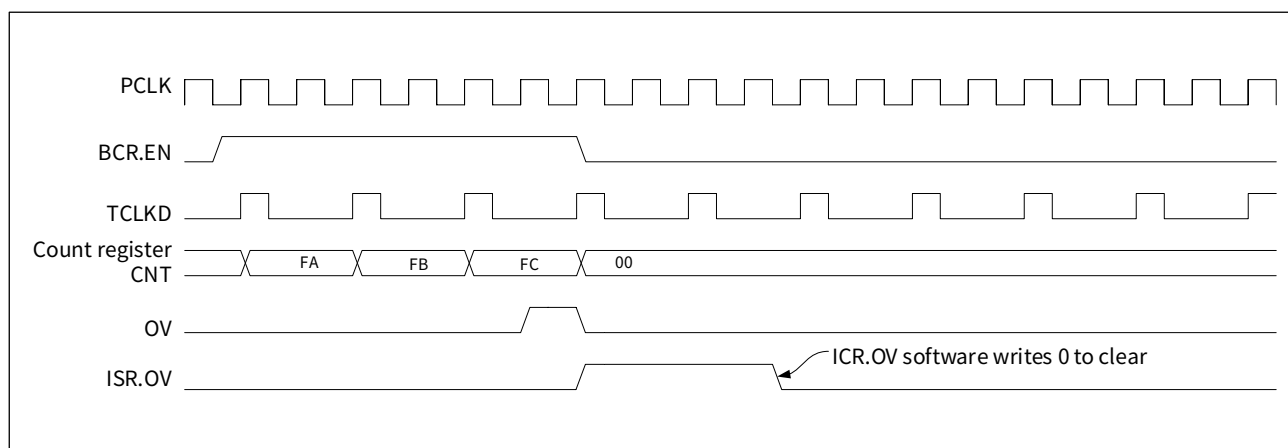 PCLK
BCR.EN
TCLKD
Count register
CNT
FA FB FC 00
OV
ICR.OV software writes 0 to clear
ISR.OV